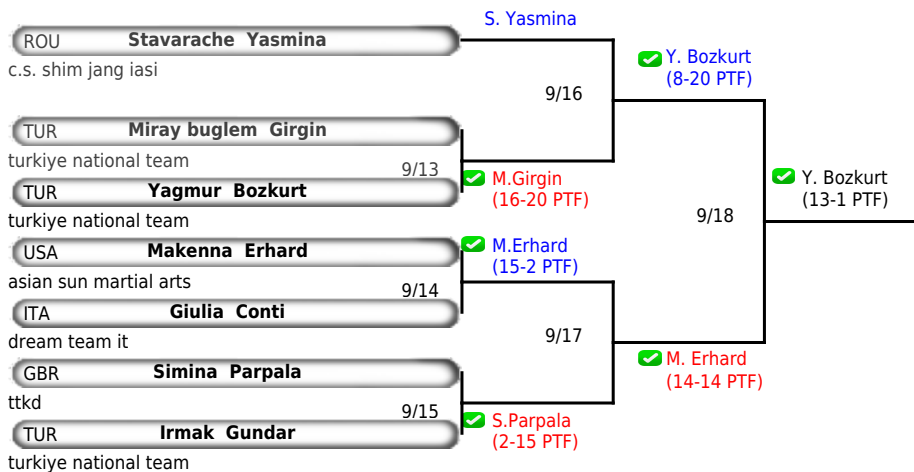 S. Yasmina
ROU Stavarache Yasmina
c.s. shim jang iasi
Y. Bozkurt
(8-20 PTF)
9/16
TUR Miray buglem Girgin
turkiye national team
9/13
M.Girgin
(16-20 PTF)
TUR Yagmur Bozkurt
turkiye national team
Y. Bozkurt
(13-1 PTF)
9/18
USA Makenna Erhard
asian sun martial arts
M.Erhard
(15-2 PTF)
9/14
ITA Giulia Conti
dream team it
9/17
GBR Simina Parpala
ttkd
M. Erhard
(14-14 PTF)
9/15
S.Parpala
(2-15 PTF)
TUR Irmak Gundar
turkiye national team